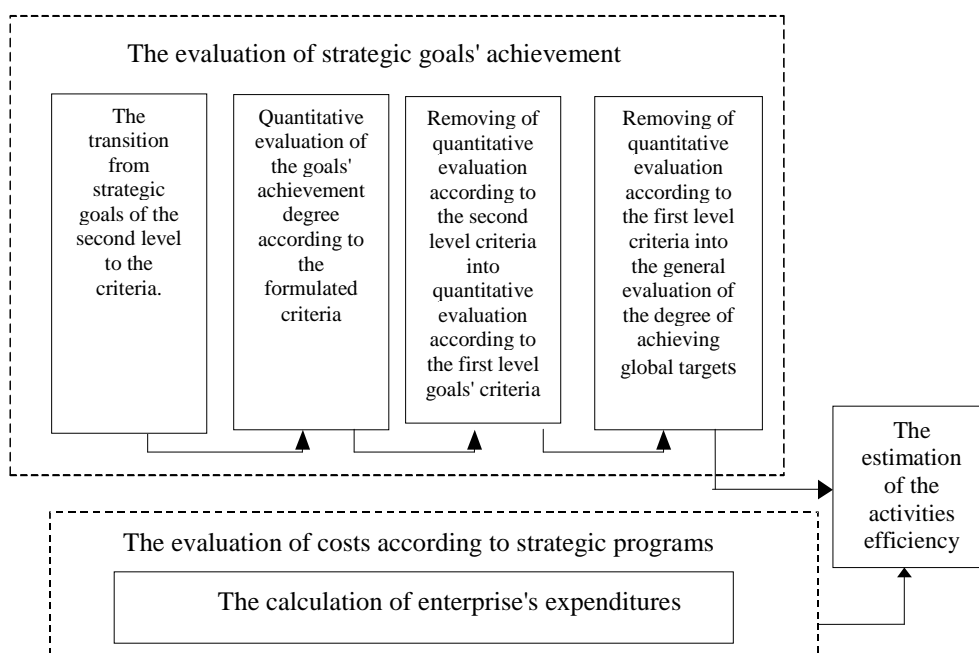 The evaluation of strategic goals' achievement
The
transition
from
strategic
goals of the
second level
to the
criteria.
Quantitative
evaluation of
the goals'
achievement
degree
according to
the
formulated
criteria
Removing of
quantitative
evaluation
according to
the second
level criteria
into
quantitative
evaluation
according to
the first level
goals' criteria
Removing of
quantitative
evaluation
according to
the first level
criteria into
the general
evaluation of
the degree of
achieving
global targets
The
estimation
of the
activities
efficiency
The evaluation of costs according to strategic programs
The calculation of enterprise's expenditures